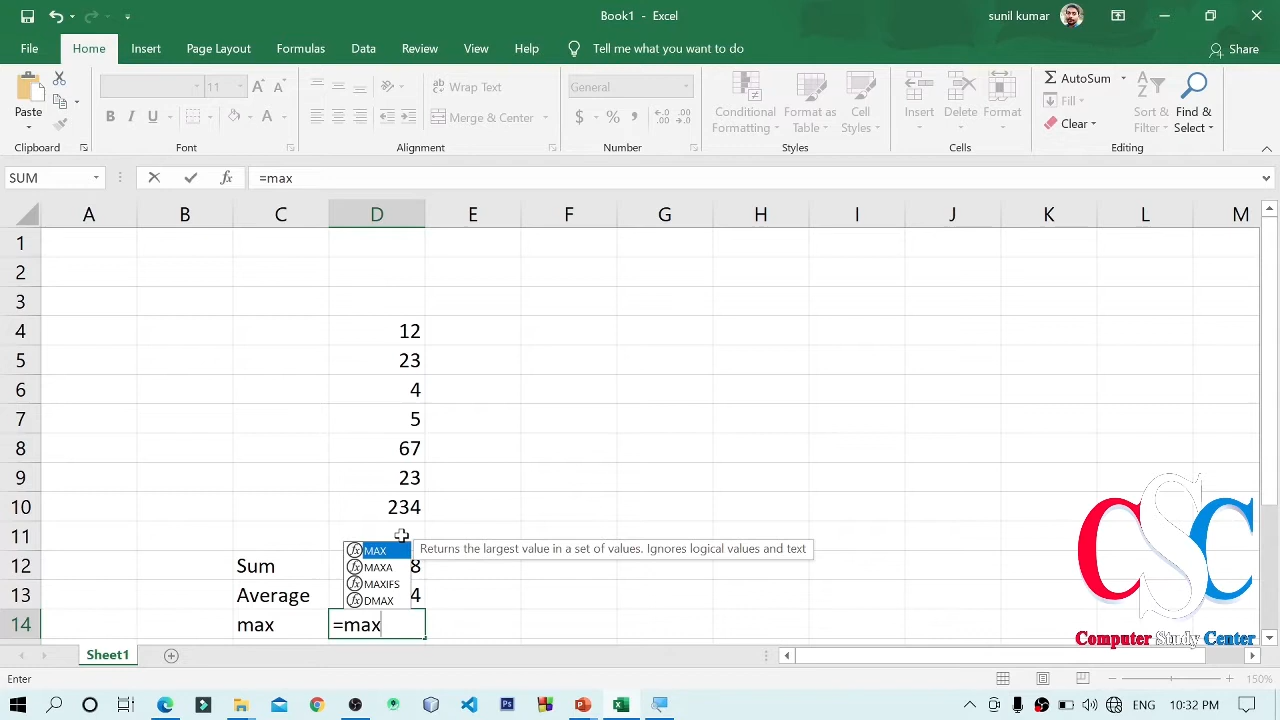 Book1 - Excel
sunil kumar
File Home Insert Page Layout Formulas Data Review View Help Tell me what you want to do Share
Paste
11
Wrap Text
Merge & Center
General
Conditional Formatting
Format as Table
Cell Styles
Insert
Delete
Format
AutoSum
Fill
Clear
Sort & Filter
Find & Select
Clipboard Font Alignment Number Styles Cells Editing
SUM =max
A B C D E F G H I J K L M
1
2
3
4 12
5 23
6 4
7 5
8 67
9 23
10 234
11
MAX Returns the largest value in a set of values. Ignores logical values and text
12 Sum MAXA 8
MAXIFS
13 Average DMAX 4
14 max =max
CSC
Computer Study Center
Sheet1
Enter 150%
ENG 10:32 PM